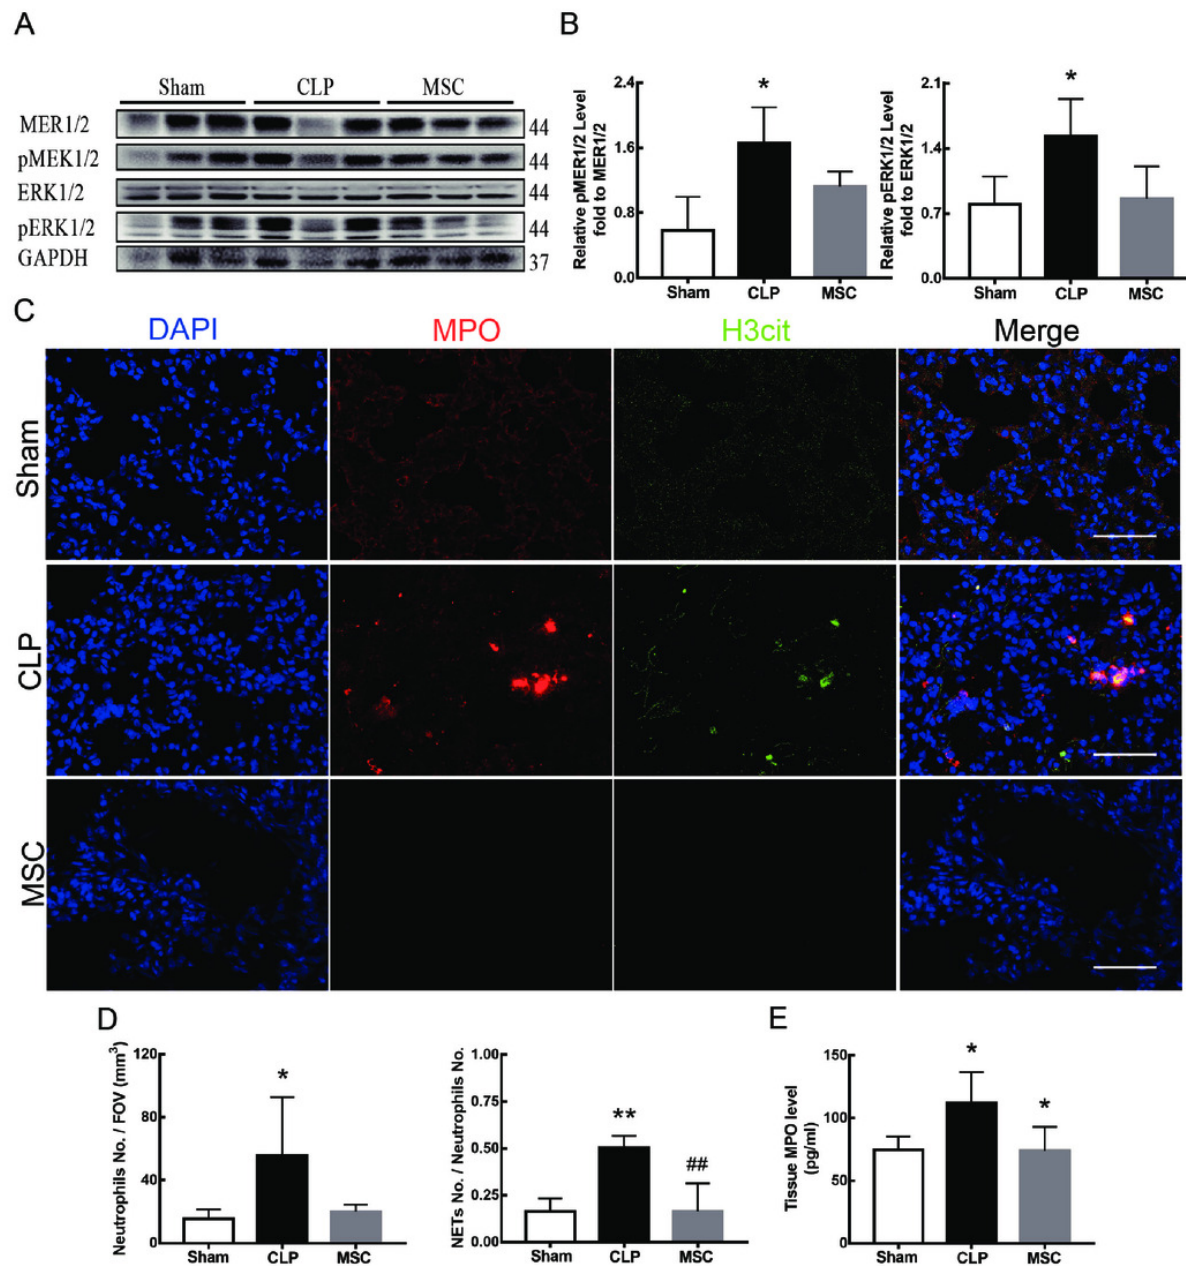 A
Sham CLP MSC
MER1/2 44
pMEK1/2 44
ERK1/2 44
pERK1/2 44
GAPDH 37
B
Relative pMER1/2 Level
fold to MER1/2
2.4
1.6
0.8
0.0
*
Sham CLP MSC
Relative pERK1/2 Level
fold to ERK1/2
2.1
1.4
0.7
0.0
*
Sham CLP MSC
C
DAPI MPO H3cit Merge
Sham
CLP
MSC
D
Neutrophils No. / FOV (mm³)
120
80
40
0
*
Sham CLP MSC
NETs No. / Neutrophils No.
1.00
0.75
0.50
0.25
0.00
**
##
Sham CLP MSC
E
Tissue MPO level
(pg/ml)
150
100
50
0
*
*
Sham CLP MSC